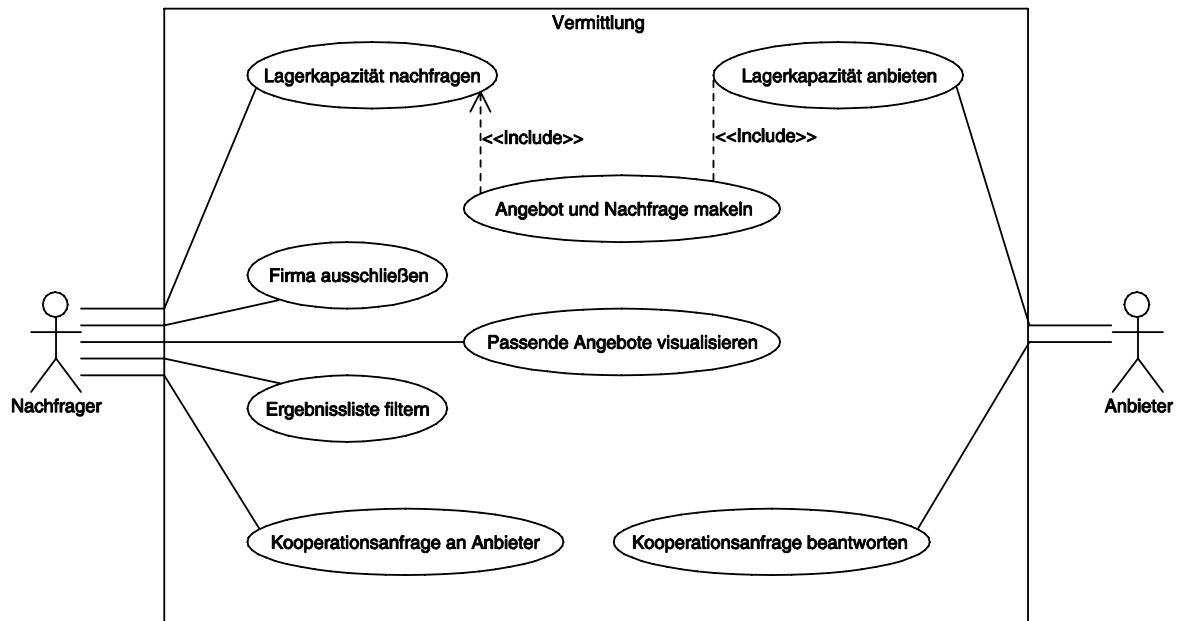 Vermittlung
Lagerkapazität nachfragen
Lagerkapazität anbieten
<<Include>>
<<Include>>
Angebot und Nachfrage makeln
Firma ausschließen
Passende Angebote visualisieren
Nachfrager
Ergebnissliste filtern
Anbieter
Kooperationsanfrage an Anbieter
Kooperationsanfrage beantworten